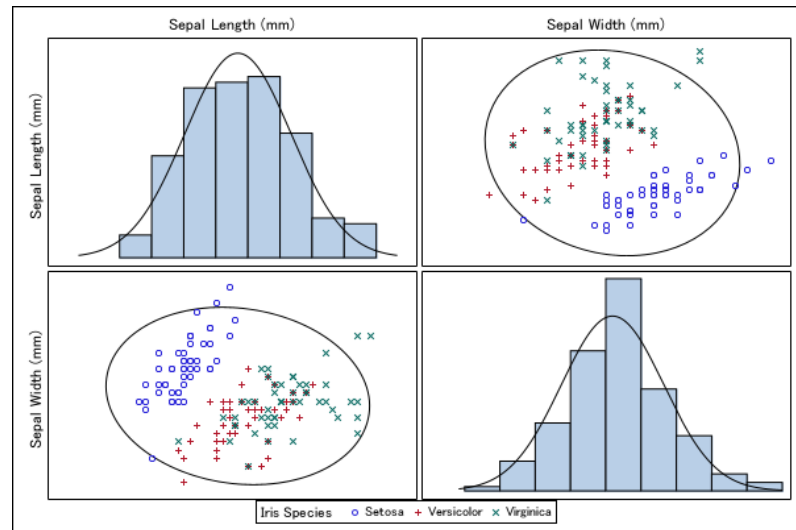 Sepal Length (mm)
Sepal Width (mm)
Sepal Length (mm)
Sepal Width (mm)
Iris Species Setosa Versicolor Virginica